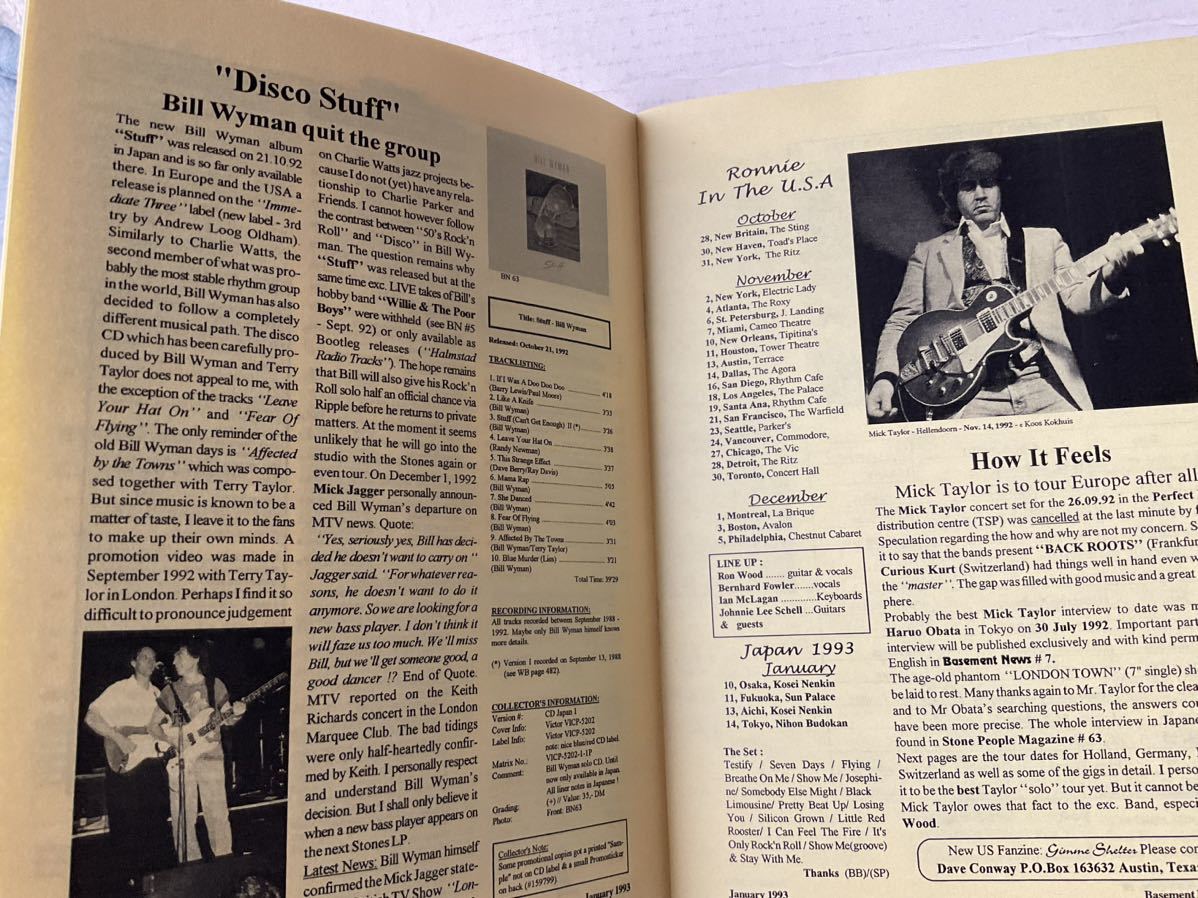 "Disco Stuff"
Bill Wyman quit the group
The new Bill Wyman album
"Stuff" was released on 21.10.92
in Japan and is so far only available
there. In Europe and the USA a
release is planned on the "Imme-
diate Three" label (new label - 3rd
try by Andrew Loog Oldham).
Similarly to Charlie Watts, the
second member of what was pro-
bably the most stable rhythm group
in the world, Bill Wyman has also
decided to follow a completely
different musical path. The disco
CD which has been carefully pro-
duced by Bill Wyman and Terry
Taylor does not appeal to me, with
the exception of the tracks "Leave
Your Hat On" and "Fear Of
Flying". The only reminder of the
old Bill Wyman days is "Affected
by the Towns" which was compo-
sed together with Terry Taylor.
But since music is known to be a
matter of taste, I leave it to the fans
to make up their own minds. A
promotion video was made in
September 1992 with Terry Tay-
lor in London. Perhaps I find it so
difficult to pronounce judgement
on Charlie Watts jazz projects be-
cause I do not (yet) have any rela-
tionship to Charlie Parker and
Friends. I cannot however follow
the contrast between "50's Rock'n
Roll" and "Disco" in Bill Wy-
man. The question remains why
"Stuff" was released but at the
same time exc. LIVE takes of Bill's
hobby band "Willie & The Poor
Boys" were withheld (see BN #5
- Sept. 92) or only available as
Bootleg releases ("Halmstad
Radio Tracks"). The hope remains
that Bill will also give his Rock'n
Roll solo half an official chance via
Ripple before he returns to private
matters. At the moment it seems
unlikely that he will go into the
studio with the Stones again or
even tour. On December 1, 1992
Mick Jagger personally announ-
ced Bill Wyman's departure on
MTV news. Quote:
"Yes, seriously yes, Bill has deci-
ded he doesn't want to carry on"
Jagger said. "For whatever rea-
sons, he doesn't want to do it
anymore. So we are looking for a
new bass player. I don't think it
will faze us too much. We'll miss
Bill, but we'll get someone good, a
good dancer !? End of Quote.
MTV reported on the Keith
Richards concert in the London
Marquee Club. The bad tidings
were only half-heartedly confir-
med by Keith. I personally respect
and understand Bill Wyman's
decision. But I shall only believe it
when a new bass player appears on
the next Stones LP.
Latest News: Bill Wyman himself
confirmed the Mick Jagger state-
TV Show "Lon-
BILL WYMAN
Stuff
BN 63
Title: Stuff - Bill Wyman
Released: October 21, 1992
TRACKLISTING:
1. If I Was A Doo Doo Doo 4'18
(Barry Lewis/Paul Moore)
2. Like A Knife 3'33
(Bill Wyman)
3. Stuff (Can't Get Enough) II (*) 3'26
(Bill Wyman)
4. Leave Your Hat On 3'38
(Randy Newman)
5. This Strange Effect 3'37
(Dave Berry/Ray Davis)
6. Mama Rap 5'05
(Bill Wyman)
7. She Danced 4'42
(Bill Wyman)
8. Fear Of Flying 4'03
(Bill Wyman)
9. Affected By The Towns 3'31
(Bill Wyman/Terry Taylor)
10. Blue Murder (Lies) 3'21
(Bill Wyman)
Total Time: 39'29
RECORDING INFORMATION:
All tracks recorded between September 1988 -
1992. Maybe only Bill Wyman himself knows
more details.
(*) Version I recorded on September 13, 1988
(see WB page 482).
COLLECTOR'S INFORMATION:
Version #: CD Japan 1
Cover Info: Victor VICP-5202
Label Info: Victor VICP-5202
note: nice blue/red CD label.
Matrix No.: VICP-5202-1-1P
Comment: Bill Wyman solo CD. Until
now only available in Japan.
All liner notes in Japanese !
Grading: (+) // Value: 35,- DM
Photo: Front: BN63
Collector's Note:
Some promotional copies got a printed "Sam-
ple" not on CD label & a small Promosticker
on back (#159799).
January 1993
Ronnie
In The U.S.A
October
28, New Britain, The Sting
30, New Haven, Toad's Place
31, New York, The Ritz
November
2, New York, Electric Lady
4, Atlanta, The Roxy
6, St. Petersburg, J. Landing
7, Miami, Cameo Theatre
10, New Orleans, Tipitina's
11, Houston, Tower Theatre
13, Austin, Terrace
14, Dallas, The Agora
16, San Diego, Rhythm Cafe
18, Los Angeles, The Palace
19, Santa Ana, Rhythm Cafe
21, San Francisco, The Warfield
23, Seattle, Parker's
24, Vancouver, Commodore,
27, Chicago, The Vic
28, Detroit, The Ritz
30, Toronto, Concert Hall
December
1, Montreal, La Brique
3, Boston, Avalon
5, Philadelphia, Chestnut Cabaret
LINE UP :
Ron Wood ....... guitar & vocals
Bernhard Fowler.......vocals
Ian McLagan ............Keyboards
Johnnie Lee Schell ...Guitars
& guests
Japan 1993
January
10, Osaka, Kosei Nenkin
11, Fukuoka, Sun Palace
13, Aichi, Kosei Nenkin
14, Tokyo, Nihon Budokan
The Set :
Testify / Seven Days / Flying /
Breathe On Me / Show Me / Josephi-
ne/ Somebody Else Might / Black
Limousine/ Pretty Beat Up/ Losing
You / Silicon Grown / Little Red
Rooster/ I Can Feel The Fire / It's
Only Rock'n Roll / Show Me(groove)
& Stay With Me.
Thanks (BB)/(SP)
January 1993
Mick Taylor - Hellendoorn - Nov. 14, 1992 - c Koos Kokhuis
How It Feels
Mick Taylor is to tour Europe after all
The Mick Taylor concert set for the 26.09.92 in the Perfect
distribution centre (TSP) was cancelled at the last minute by f
Speculation regarding the how and why are not my concern. S
it to say that the bands present "BACK ROOTS" (Frankfur
Curious Kurt (Switzerland) had things well in hand even w
the "master". The gap was filled with good music and a great
phere.
Probably the best Mick Taylor interview to date was m
Haruo Obata in Tokyo on 30 July 1992. Important part
interview will be published exclusively and with kind perm
English in Basement News # 7.
The age-old phantom "LONDON TOWN" (7" single) sh
be laid to rest. Many thanks again to Mr. Taylor for the clea
and to Mr Obata's searching questions, the answers cou
have been more precise. The whole interview in Japane
found in Stone People Magazine # 63.
Next pages are the tour dates for Holland, Germany,
Switzerland as well as some of the gigs in detail. I person
it to be the best Taylor "solo" tour yet. But it cannot be
Mick Taylor owes that fact to the exc. Band, espec
Wood.
New US Fanzine: Gimme Shelter Please con
Dave Conway P.O.Box 163632 Austin, Texas
Basement